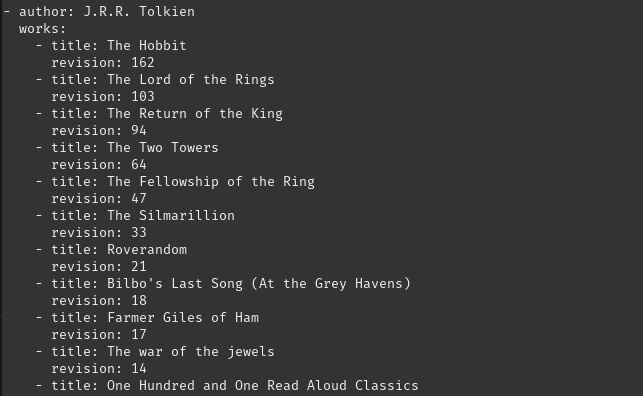 - author: J.R.R. Tolkien
  works:
    - title: The Hobbit
      revision: 162
    - title: The Lord of the Rings
      revision: 103
    - title: The Return of the King
      revision: 94
    - title: The Two Towers
      revision: 64
    - title: The Fellowship of the Ring
      revision: 47
    - title: The Silmarillion
      revision: 33
    - title: Roverandom
      revision: 21
    - title: Bilbo's Last Song (At the Grey Havens)
      revision: 18
    - title: Farmer Giles of Ham
      revision: 17
    - title: The war of the jewels
      revision: 14
    - title: One Hundred and One Read Aloud Classics